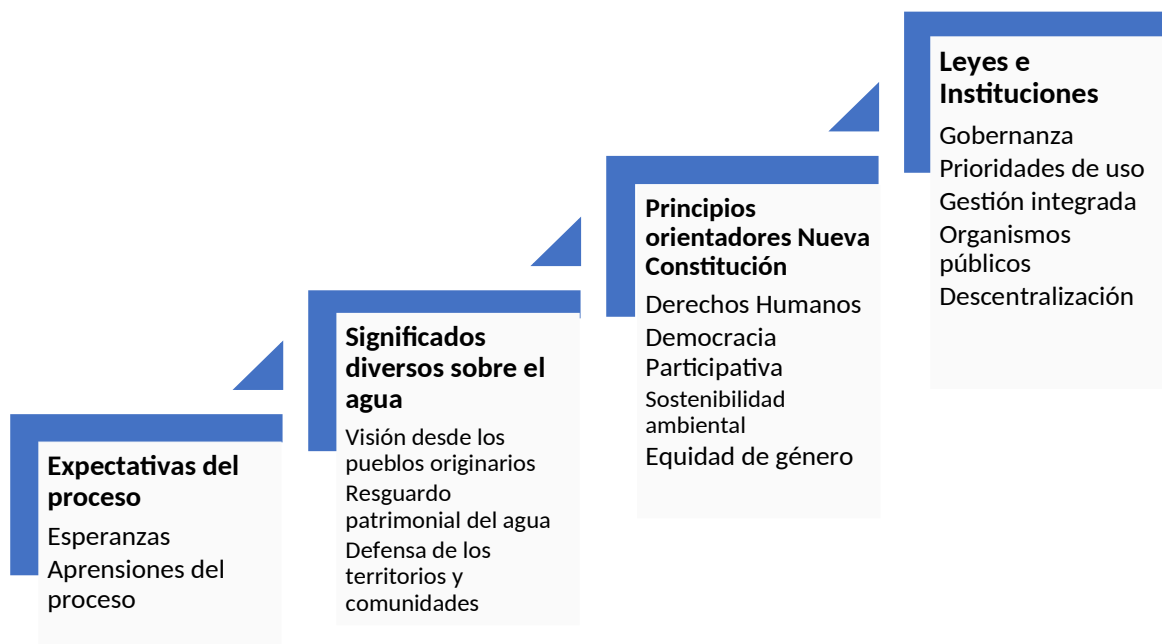 Expectativas del
proceso
Esperanzas
Aprensiones del
proceso
Significados
diversos sobre el
agua
Visión desde los
pueblos originarios
Resguardo
patrimonial del agua
Defensa de los
territorios y
comunidades
Principios
orientadores Nueva
Constitución
Derechos Humanos
Democracia
Participativa
Sostenibilidad
ambiental
Equidad de género
Leyes e
Instituciones
Gobernanza
Prioridades de uso
Gestión integrada
Organismos
públicos
Descentralización